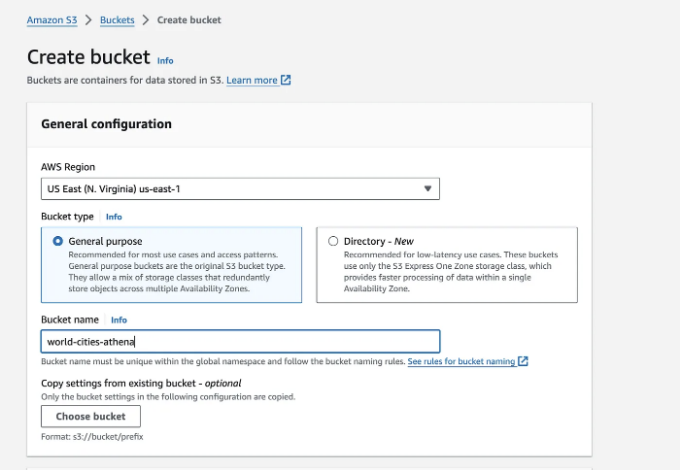 Amazon S3 > Buckets > Create bucket
Create bucket Info
Buckets are containers for data stored in S3. Learn more
General configuration
AWS Region
US East (N. Virginia) us-east-1
Bucket type Info
General purpose
Recommended for most use cases and access patterns.
General purpose buckets are the original S3 bucket type.
They allow a mix of storage classes that redundantly
store objects across multiple Availability Zones.
Directory - New
Recommended for low-latency use cases. These buckets
use only the S3 Express One Zone storage class, which
provides faster processing of data within a single
Availability Zone.
Bucket name Info
world-cities-athena
Bucket name must be unique within the global namespace and follow the bucket naming rules. See rules for bucket naming
Copy settings from existing bucket - optional
Only the bucket settings in the following configuration are copied.
Choose bucket
Format: s3://bucket/prefix